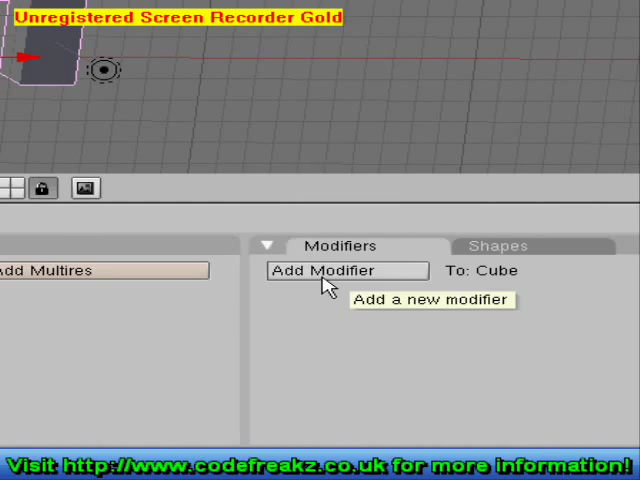 Unregistered Screen Recorder Gold
Modifiers
Shapes
Add Multires
Add Modifier
To: Cube
Add a new modifier
Visit http://www.codefreakz.co.uk for more information!